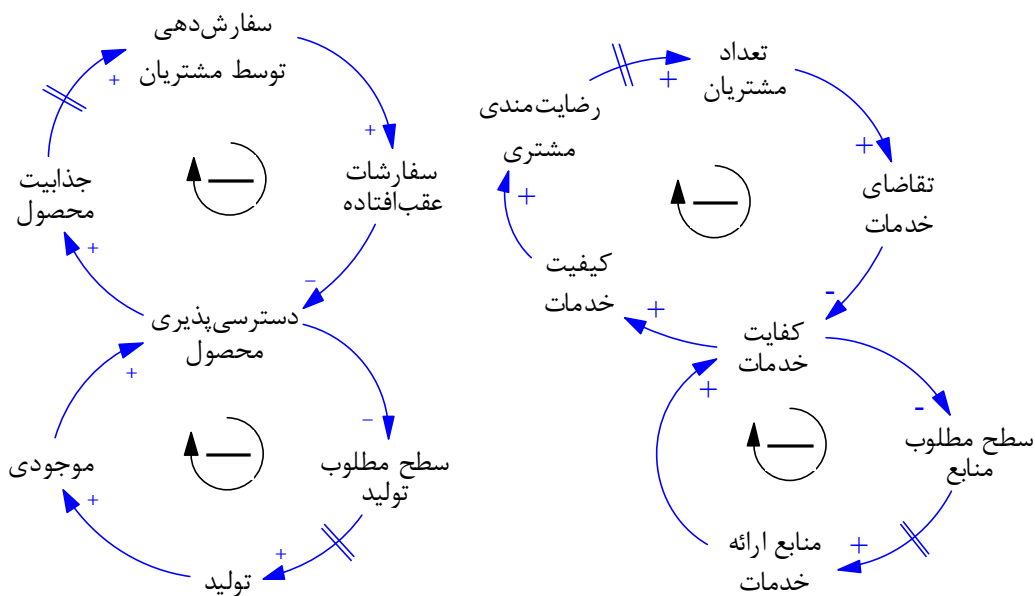 سفارش‌دهی
توسط مشتریان
+
+
سفارشات
عقب‌افتاده
جذابیت
محصول
+
–
دسترسی‌پذیری
محصول
+
–
موجودی
سطح مطلوب
تولید
+
+
تولید
تعداد
مشتریان
+
رضایت‌مندی
مشتری
+
تقاضای
خدمات
+
کیفیت
خدمات
-
+
کفایت
خدمات
+
-
سطح مطلوب
منابع
منابع ارائه
خدمات
+